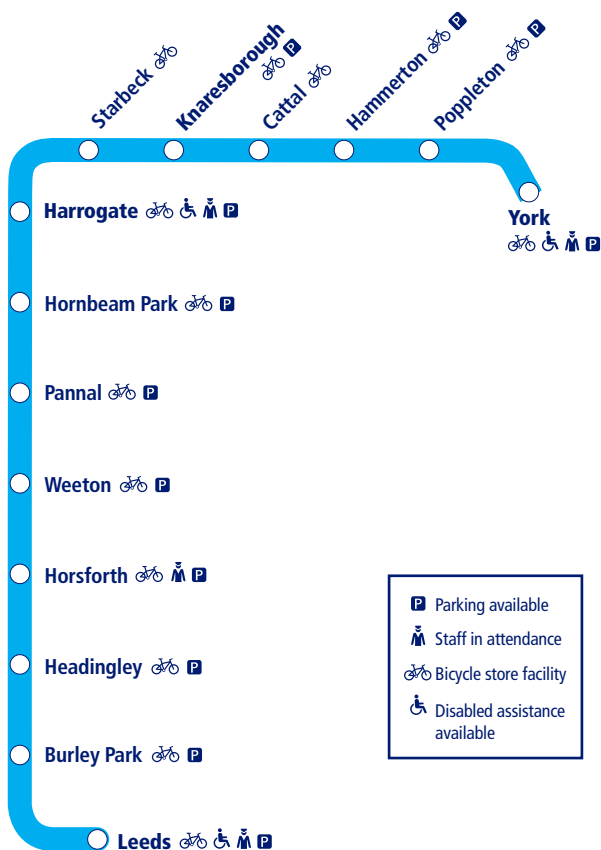 Starbeck
Knaresborough
P
Cattal
Hammerton P
Poppleton P
Harrogate P
York
P
Hornbeam Park P
Pannal P
Weeton P
Horsforth P
Headingley P
Burley Park P
Leeds P
P Parking available
Staff in attendance
Bicycle store facility
Disabled assistance
available